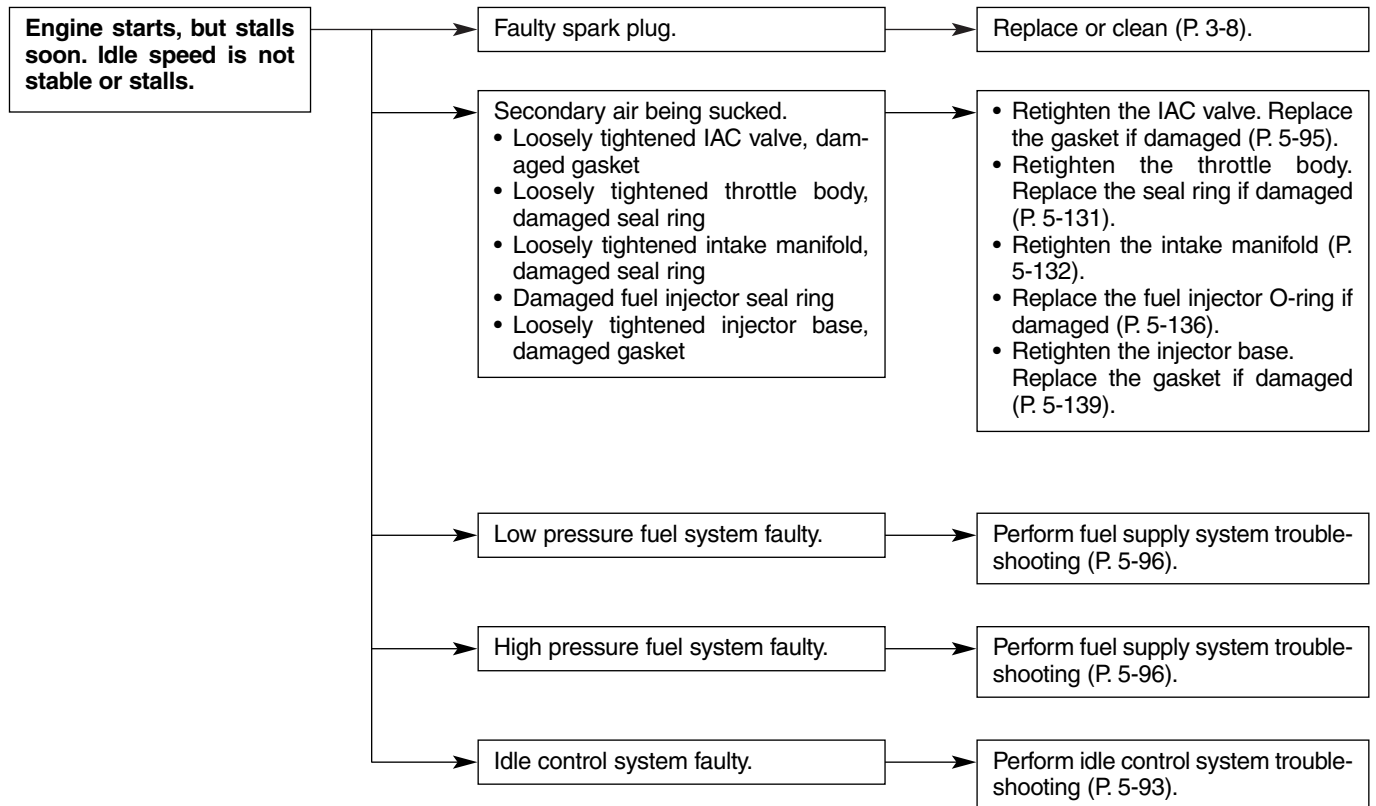 Engine starts, but stalls
soon. Idle speed is not
stable or stalls.
Faulty spark plug.
Replace or clean (P. 3-8).
Secondary air being sucked.
• Loosely tightened IAC valve, dam-
aged gasket
• Loosely tightened throttle body,
damaged seal ring
• Loosely tightened intake manifold,
damaged seal ring
• Damaged fuel injector seal ring
• Loosely tightened injector base,
damaged gasket
• Retighten the IAC valve. Replace
the gasket if damaged (P. 5-95).
• Retighten the throttle body.
Replace the seal ring if damaged
(P. 5-131).
• Retighten the intake manifold (P.
5-132).
• Replace the fuel injector O-ring if
damaged (P. 5-136).
• Retighten the injector base.
Replace the gasket if damaged
(P. 5-139).
Low pressure fuel system faulty.
Perform fuel supply system trouble-
shooting (P. 5-96).
High pressure fuel system faulty.
Perform fuel supply system trouble-
shooting (P. 5-96).
Idle control system faulty.
Perform idle control system trouble-
shooting (P. 5-93).